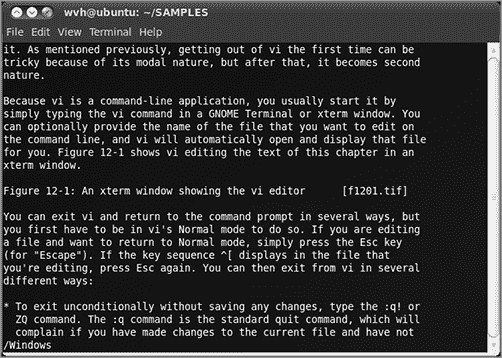 wvh@ubuntu: ~/SAMPLES
File Edit View Terminal Help
it. As mentioned previously, getting out of vi the first time can be
tricky because of its modal nature, but after that, it becomes second
nature.
Because vi is a command-line application, you usually start it by
simply typing the vi command in a GNOME Terminal or xterm window. You
can optionally provide the name of the file that you want to edit on
the command line, and vi will automatically open and display that file
for you. Figure 12-1 shows vi editing the text of this chapter in an
xterm window.
Figure 12-1: An xterm window showing the vi editor [f1201.tif]
You can exit vi and return to the command prompt in several ways, but
you first have to be in vi's Normal mode to do so. If you are editing
a file and want to return to Normal mode, simply press the Esc key
(for "Escape"). If the key sequence ^[ displays in the file that
you're editing, press Esc again. You can then exit from vi in several
different ways:
* To exit unconditionally without saving any changes, type the :q! or
ZQ command. The :q command is the standard quit command, which will
complain if you have made changes to the current file and have not
/Windows